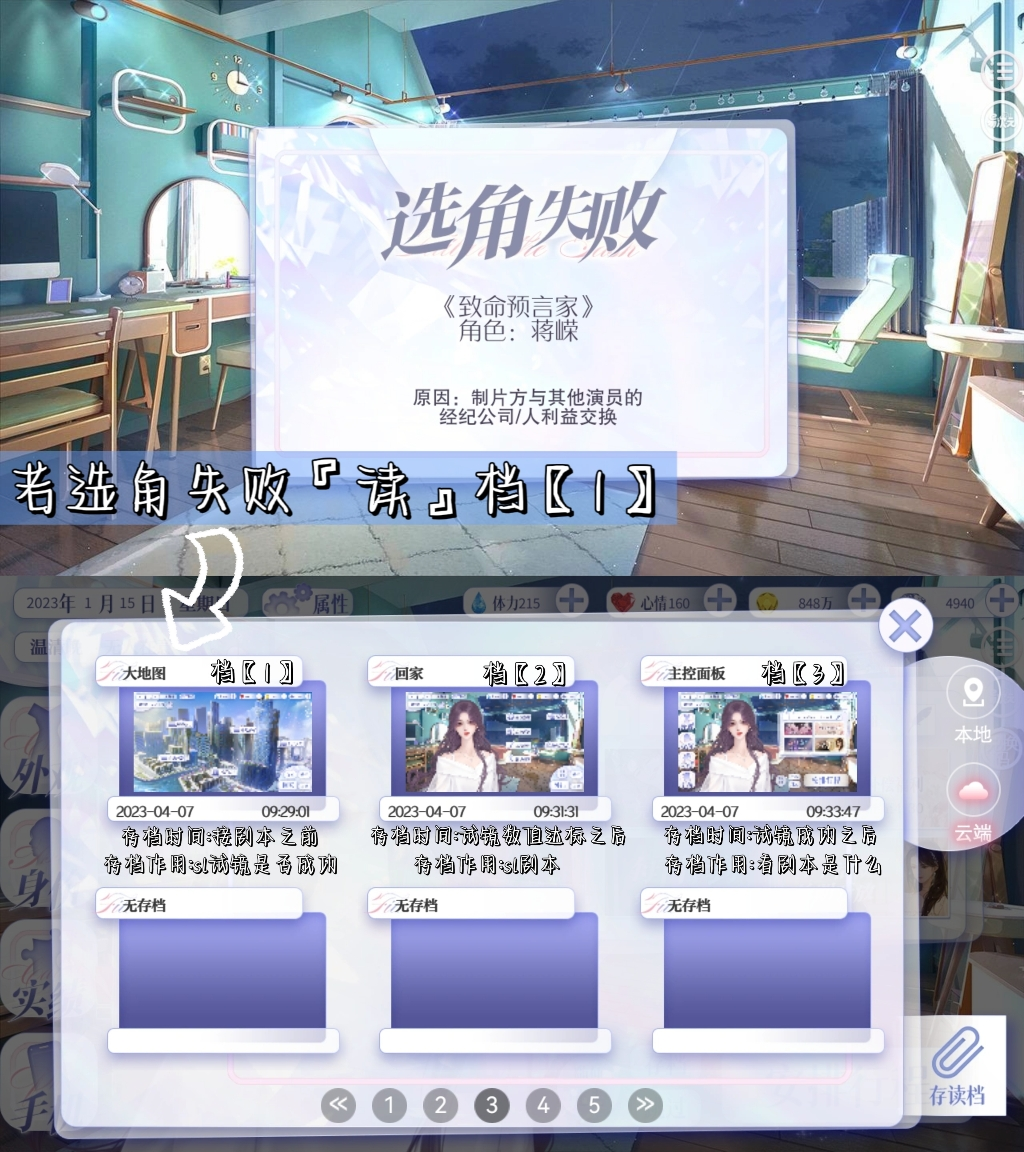 12
3
6
9
选角失败
《致命预言家》
角色：蒋嵘
原因：制片方与其他演员的
经纪公司/人利益交换
若选角失败『读』档【1】
2023年 1 月 15 日 星期日
属性
体力215
心情160
848万
4940
大地图 档【1】
回家 档【2】
主控面板 档【3】
本地
2023-04-07 09:29:01
2023-04-07 09:31:31
2023-04-07 09:33:47
云端
存档时间:接剧本之前
存档作用:sl试镜是否成功
存档时间:试镜数值达标之后
存档作用:sl剧本
存档时间:试镜成功之后
存档作用:看剧本是什么
无存档
无存档
无存档
存读档
« 1 2 3 4 5 »